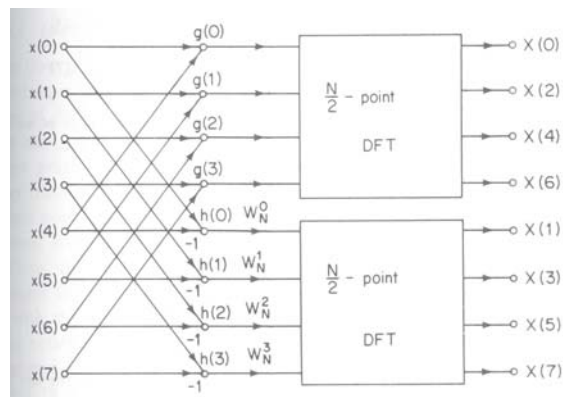 x(0) g(0) X(0)
x(1) g(1) N/2 - point X(2)
x(2) g(2) DFT X(4)
x(3) g(3) X(6)
x(4) -1 h(0) W_N^0 X(1)
x(5) -1 h(1) W_N^1 N/2 - point X(3)
x(6) -1 h(2) W_N^2 DFT X(5)
x(7) -1 h(3) W_N^3 X(7)